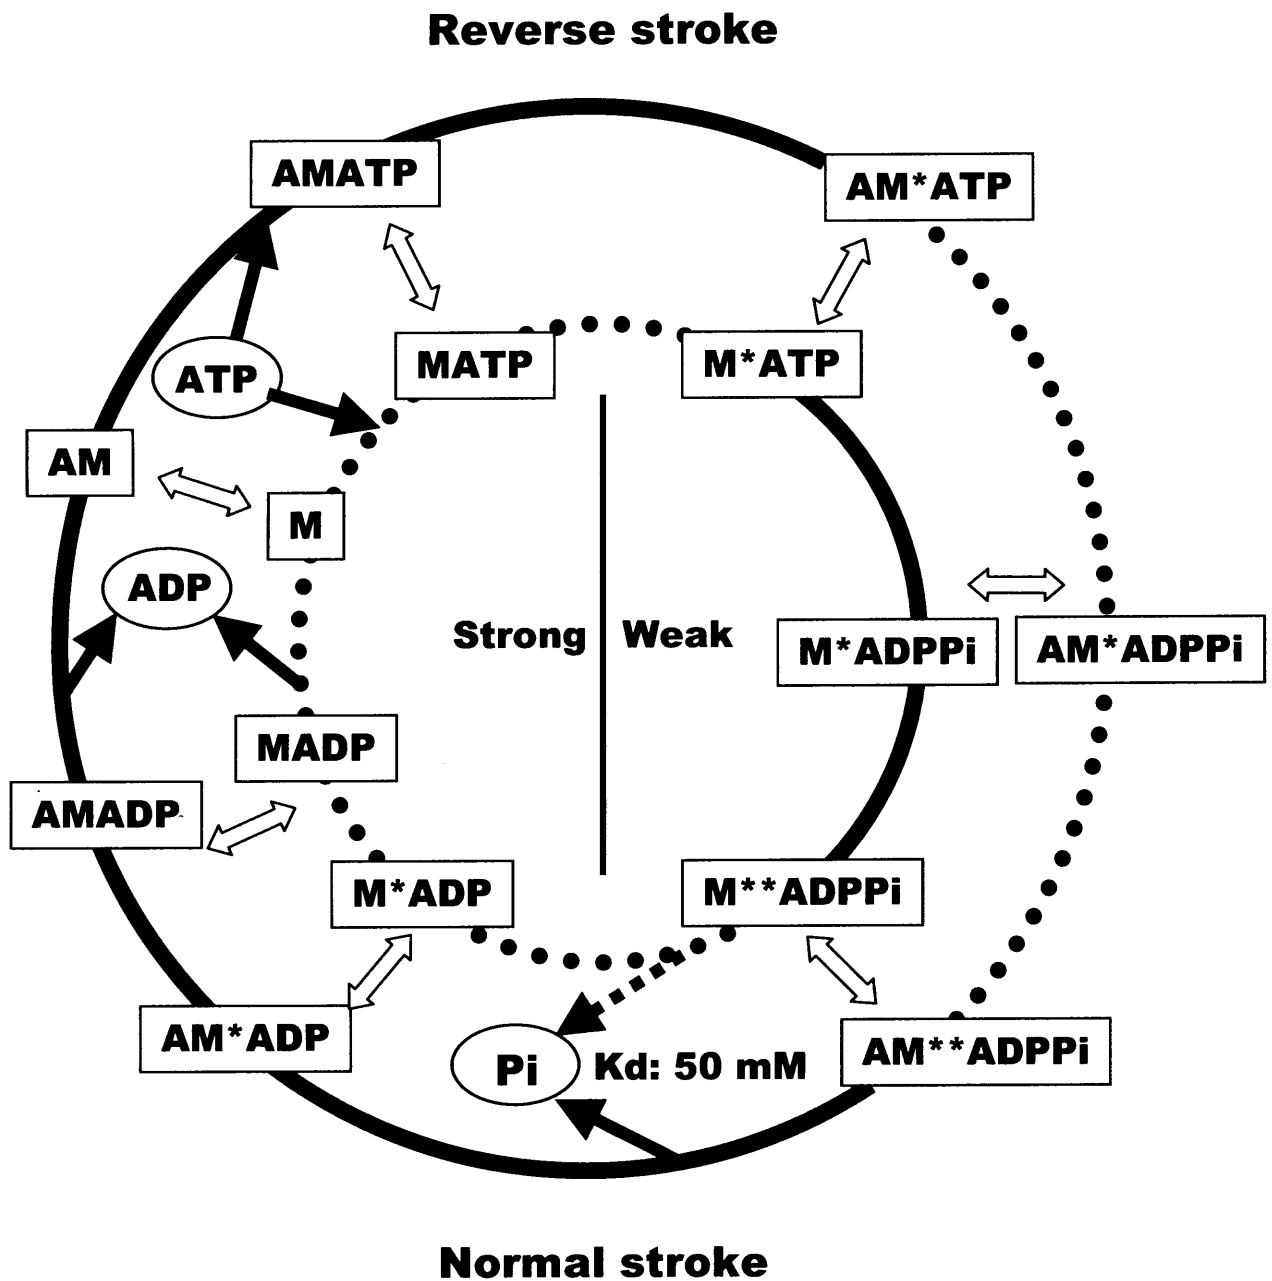 Reverse stroke
AMATP
AM*ATP
MATP
M*ATP
ATP
AM
M
ADP
Strong
Weak
M*ADPPi
AM*ADPPi
MADP
AMADP
M*ADP
M**ADPPi
AM*ADP
Pi
Kd: 50 mM
AM**ADPPi
Normal stroke